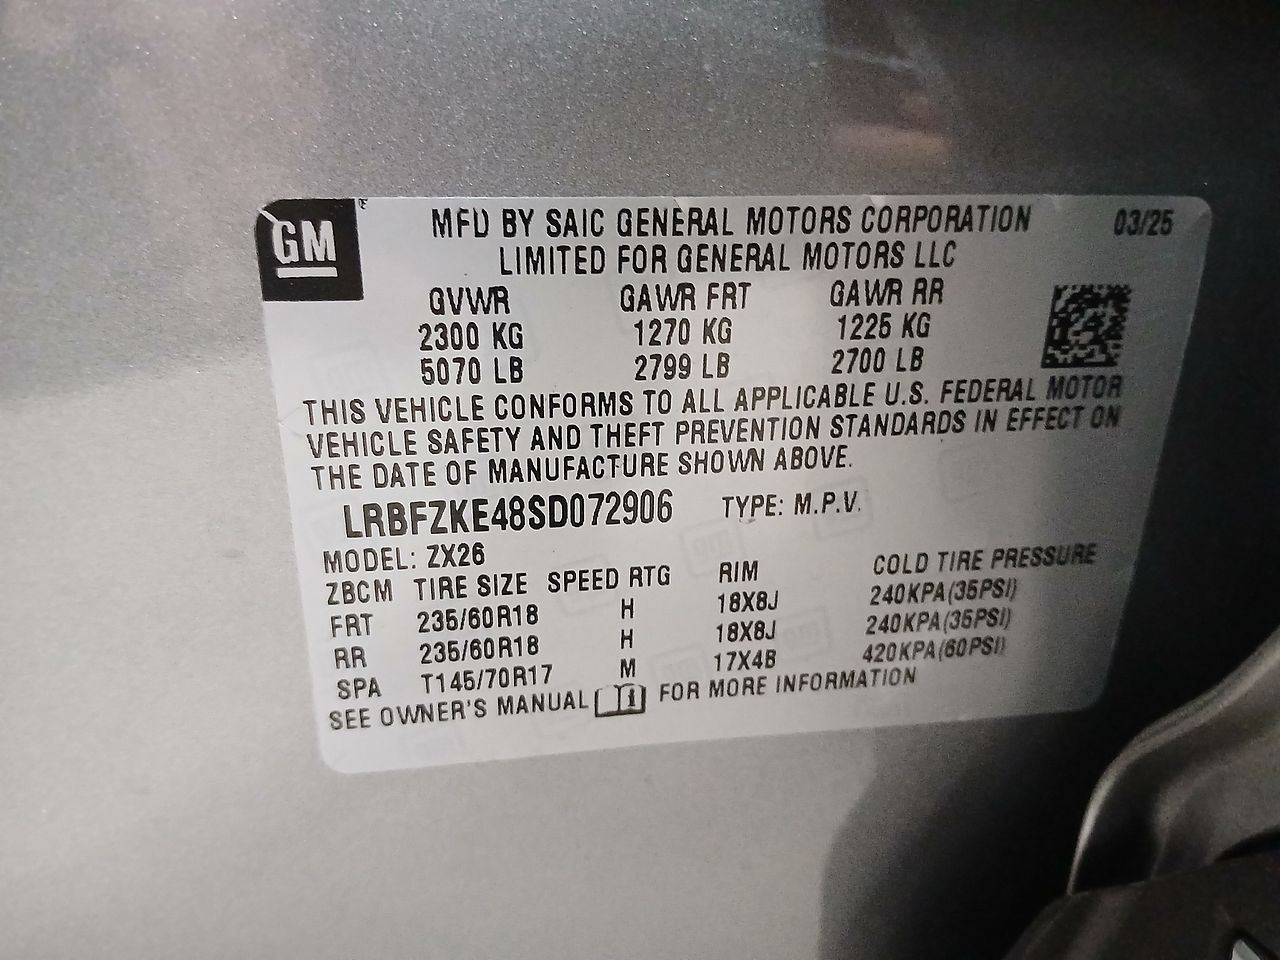 GM
MFD BY SAIC GENERAL MOTORS CORPORATION 03/25
LIMITED FOR GENERAL MOTORS LLC
GVWR GAWR FRT GAWR RR
2300 KG 1270 KG 1225 KG
5070 LB 2799 LB 2700 LB
THIS VEHICLE CONFORMS TO ALL APPLICABLE U.S. FEDERAL MOTOR
VEHICLE SAFETY AND THEFT PREVENTION STANDARDS IN EFFECT ON
THE DATE OF MANUFACTURE SHOWN ABOVE.
LRBFZKE48SD072906 TYPE: M.P.V.
MODEL: ZX26
ZBCM TIRE SIZE SPEED RTG RIM COLD TIRE PRESSURE
FRT 235/60R18 H 18X8J 240KPA(35PSI)
RR 235/60R18 H 18X8J 240KPA(35PSI)
SPA T145/70R17 M 17X4B 420KPA(60PSI)
SEE OWNER'S MANUAL FOR MORE INFORMATION